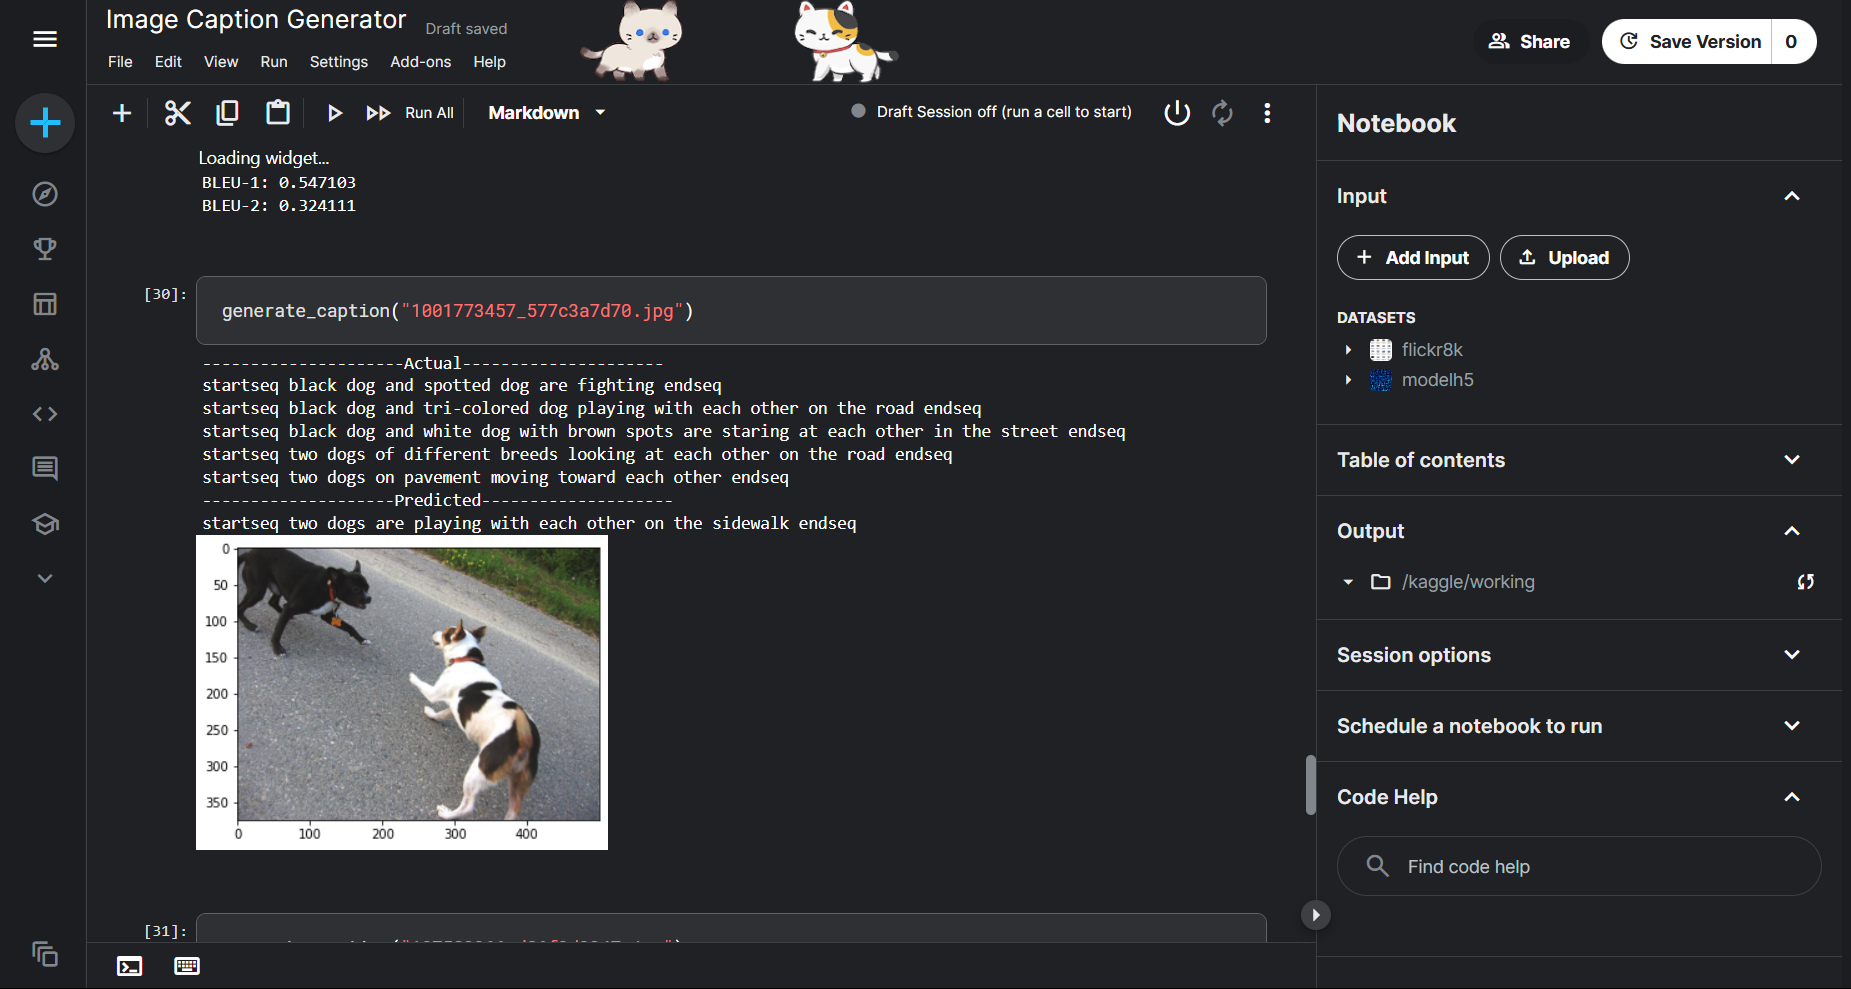 Image Caption Generator
Draft saved
File Edit View Run Settings Add-ons Help
Share
Save Version 0
Run All
Markdown
Draft Session off (run a cell to start)
Loading widget...
BLEU-1: 0.547103
BLEU-2: 0.324111
[30]:
generate_caption("1001773457_577c3a7d70.jpg")
---------------------Actual---------------------
startseq black dog and spotted dog are fighting endseq
startseq black dog and tri-colored dog playing with each other on the road endseq
startseq black dog and white dog with brown spots are staring at each other in the street endseq
startseq two dogs of different breeds looking at each other on the road endseq
startseq two dogs on pavement moving toward each other endseq
--------------------Predicted--------------------
startseq two dogs are playing with each other on the sidewalk endseq
0
50
100
150
200
250
300
350
0 100 200 300 400
[31]:
Notebook
Input
Add Input
Upload
DATASETS
flickr8k
modelh5
Table of contents
Output
/kaggle/working
Session options
Schedule a notebook to run
Code Help
Find code help